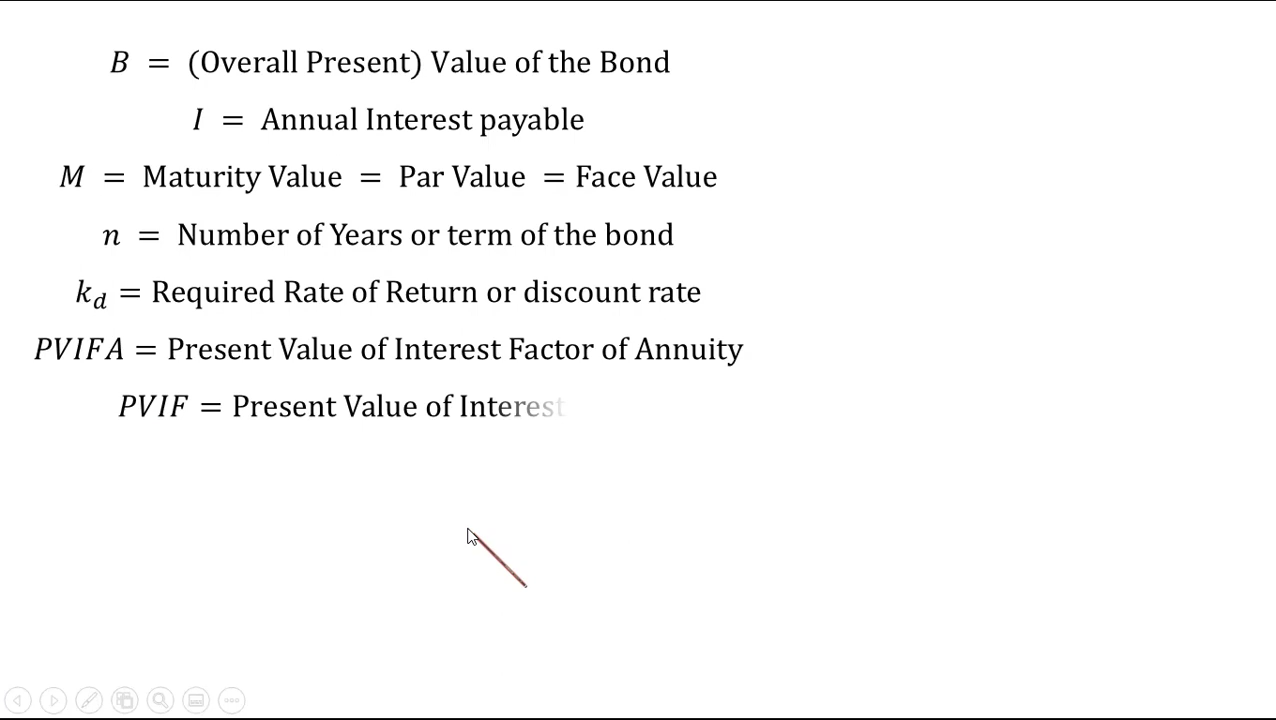 B = (Overall Present) Value of the Bond
I = Annual Interest payable
M = Maturity Value = Par Value = Face Value
n = Number of Years or term of the bond
k_d = Required Rate of Return or discount rate
PVIFA = Present Value of Interest Factor of Annuity
PVIF = Present Value of Interest